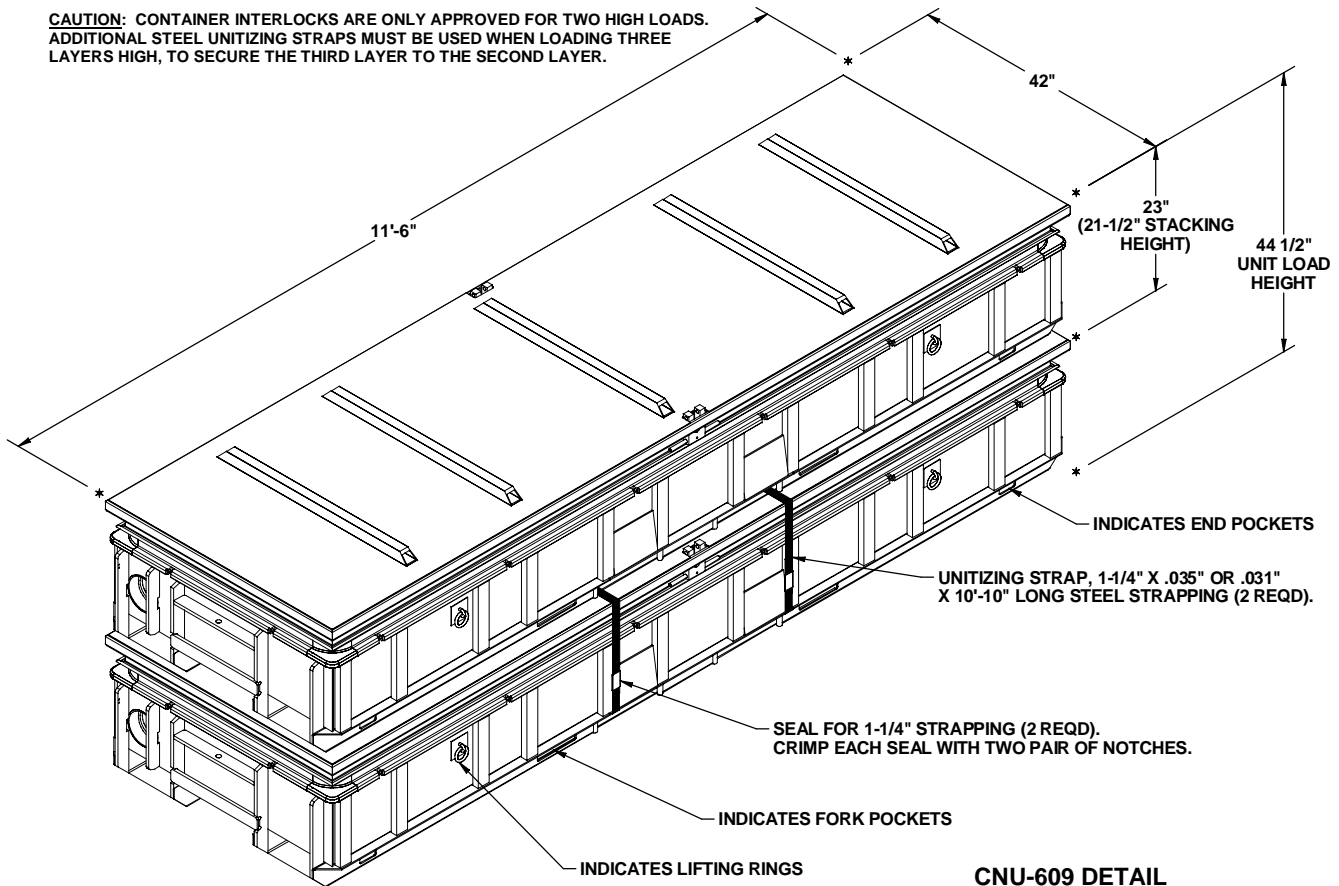 CAUTION: CONTAINER INTERLOCKS ARE ONLY APPROVED FOR TWO HIGH LOADS.
ADDITIONAL STEEL UNITIZING STRAPS MUST BE USED WHEN LOADING THREE
LAYERS HIGH, TO SECURE THE THIRD LAYER TO THE SECOND LAYER.
*
42"
*
23"
(21-1/2" STACKING
HEIGHT)
44 1/2"
UNIT LOAD
HEIGHT
11'-6"
*
*
*
INDICATES END POCKETS
UNITIZING STRAP, 1-1/4" X .035" OR .031"
X 10'-10" LONG STEEL STRAPPING (2 REQD).
SEAL FOR 1-1/4" STRAPPING (2 REQD).
CRIMP EACH SEAL WITH TWO PAIR OF NOTCHES.
INDICATES FORK POCKETS
INDICATES LIFTING RINGS
CNU-609 DETAIL